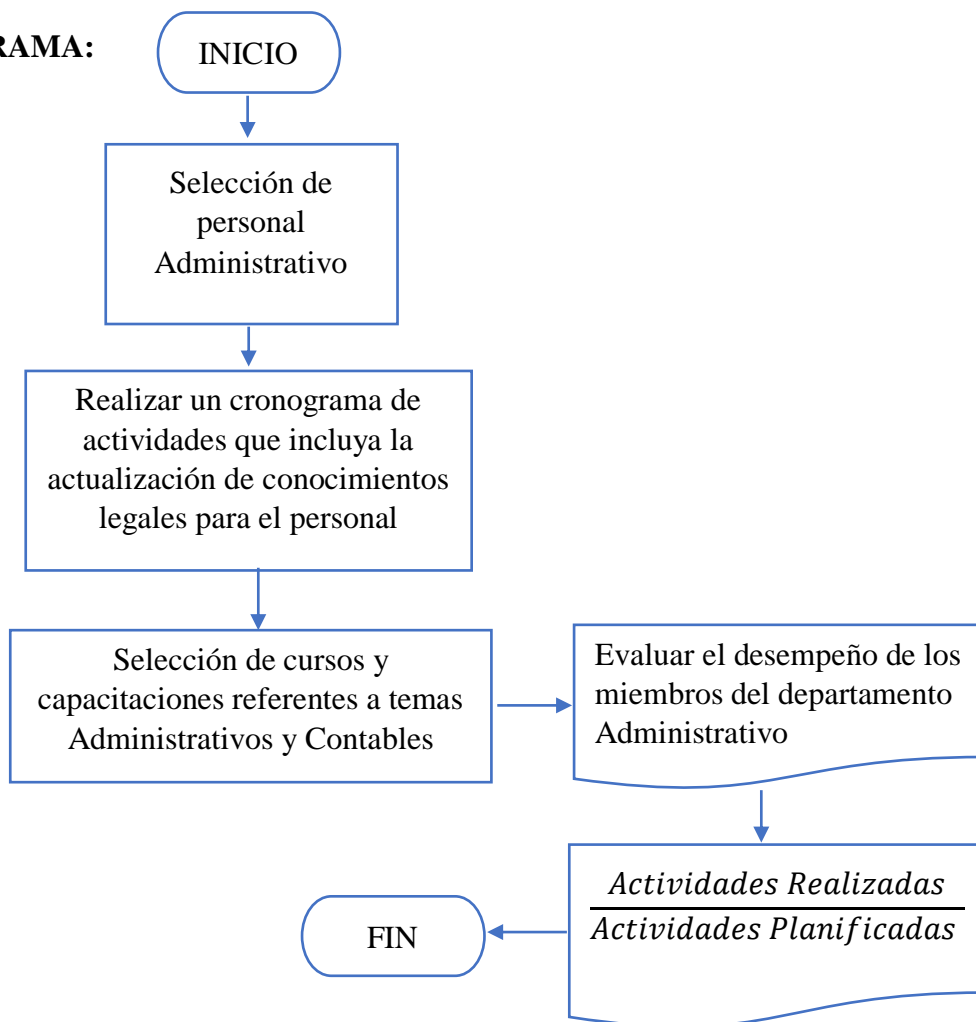 RAMA:
INICIO
Selección de
personal
Administrativo
Realizar un cronograma de
actividades que incluya la
actualización de conocimientos
legales para el personal
Selección de cursos y
capacitaciones referentes a temas
Administrativos y Contables
Evaluar el desempeño de los
miembros del departamento
Administrativo
Actividades Realizadas
Actividades Planificadas
FIN